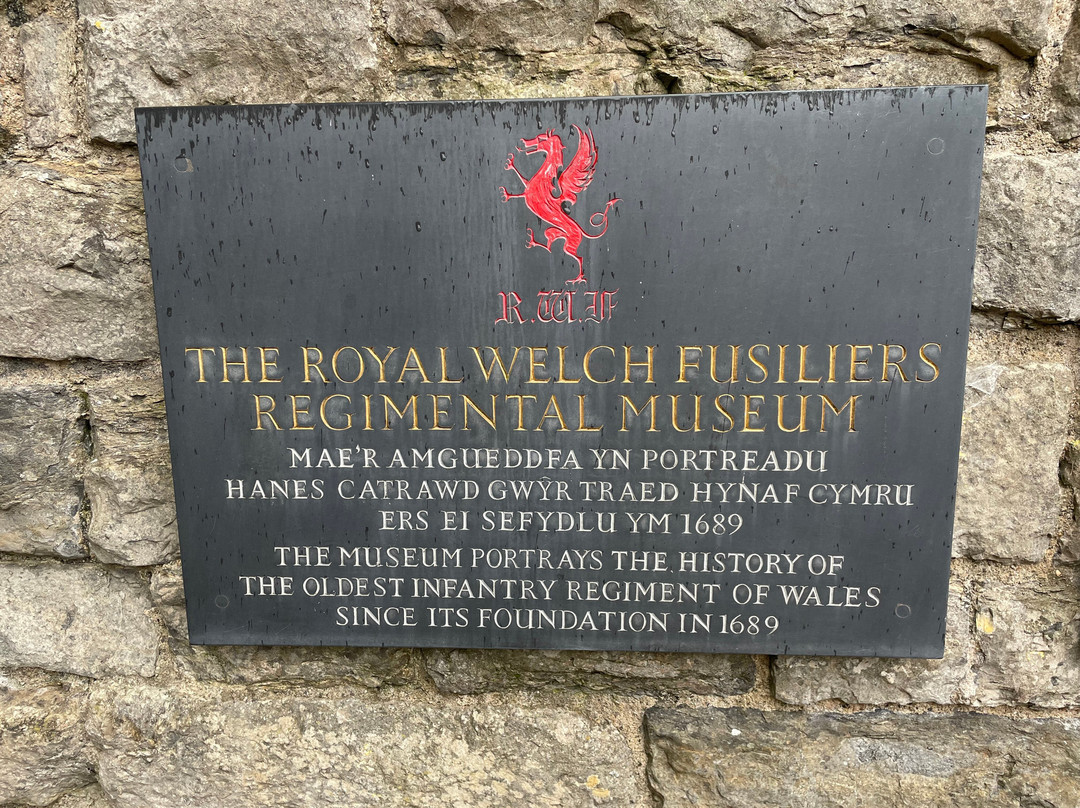 R.W.F
THE ROYAL WELCH FUSILIERS
REGIMENTAL MUSEUM
MAE'R AMGUEDDFA YN PORTREADU
HANES CATRAWD GWŶR TRAED HYNAF CYMRU
ERS EI SEFYDLU YM 1689
THE MUSEUM PORTRAYS THE HISTORY OF
THE OLDEST INFANTRY REGIMENT OF WALES
SINCE ITS FOUNDATION IN 1689